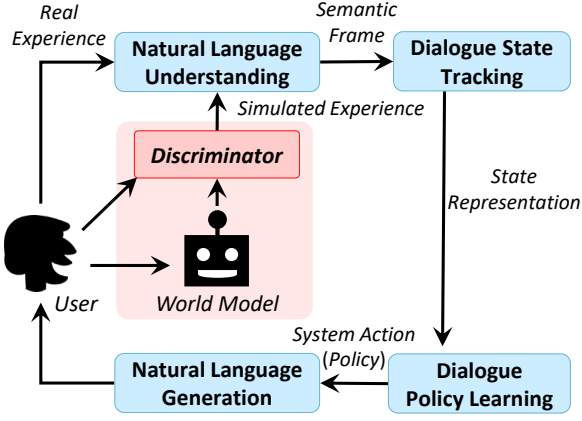 Real
Experience
Natural Language
Understanding
Semantic
Frame
Dialogue State
Tracking
Simulated Experience
Discriminator
State
Representation
User
World Model
System Action
(Policy)
Natural Language
Generation
Dialogue
Policy Learning